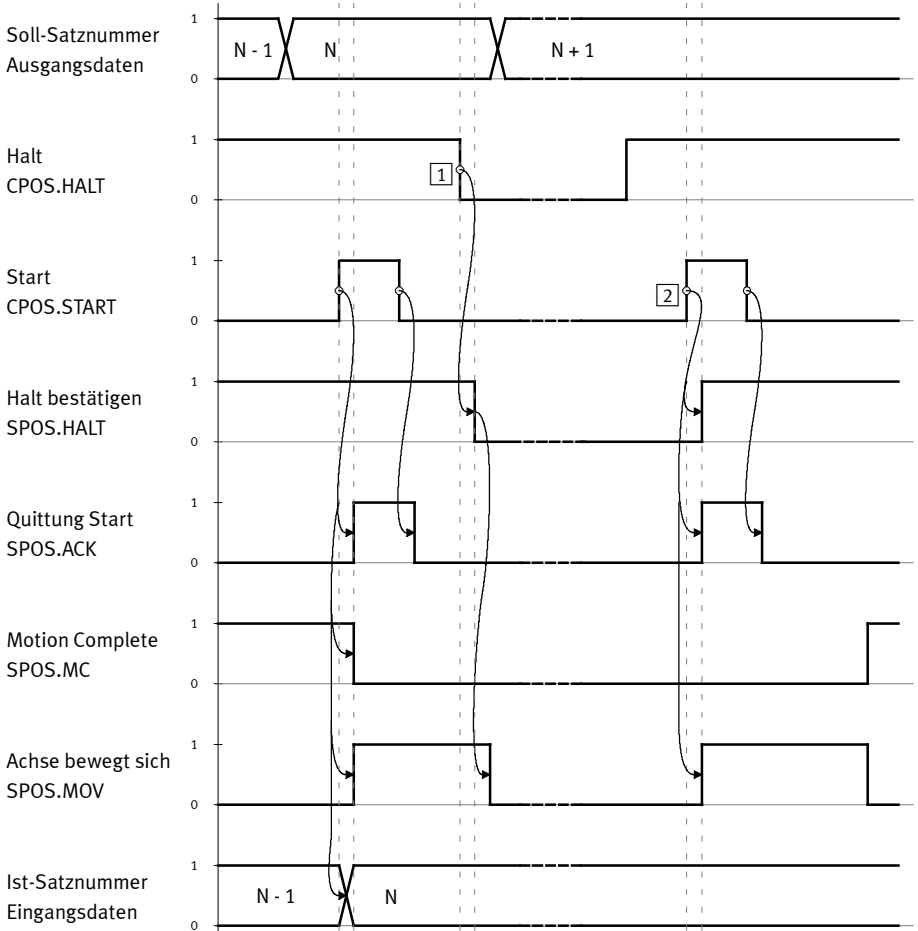 1
Soll-Satznummer
Ausgangsdaten
N - 1 N N + 1
0
1
Halt
CPOS.HALT
1
0
1
Start
CPOS.START
2
0
1
Halt bestätigen
SPOS.HALT
0
1
Quittung Start
SPOS.ACK
0
1
Motion Complete
SPOS.MC
0
1
Achse bewegt sich
SPOS.MOV
0
1
Ist-Satznummer
Eingangsdaten
N - 1 N
0